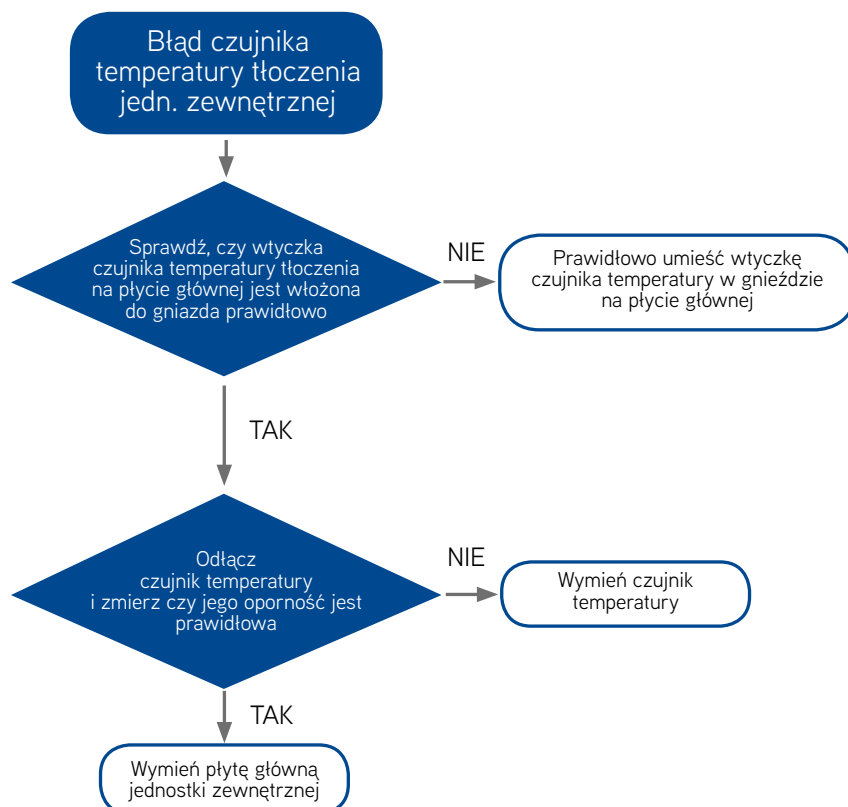 Błąd czujnika
temperatury tłoczenia
jedn. zewnętrznej
Sprawdź, czy wtyczka
czujnika temperatury tłoczenia
na płycie głównej jest włożona
do gniazda prawidłowo
NIE
Prawidłowo umieść wtyczkę
czujnika temperatury w gnieździe
na płycie głównej
TAK
Odłącz
czujnik temperatury
i zmierz czy jego oporność jest
prawidłowa
NIE
Wymień czujnik
temperatury
TAK
Wymień płytę główną
jednostki zewnętrznej